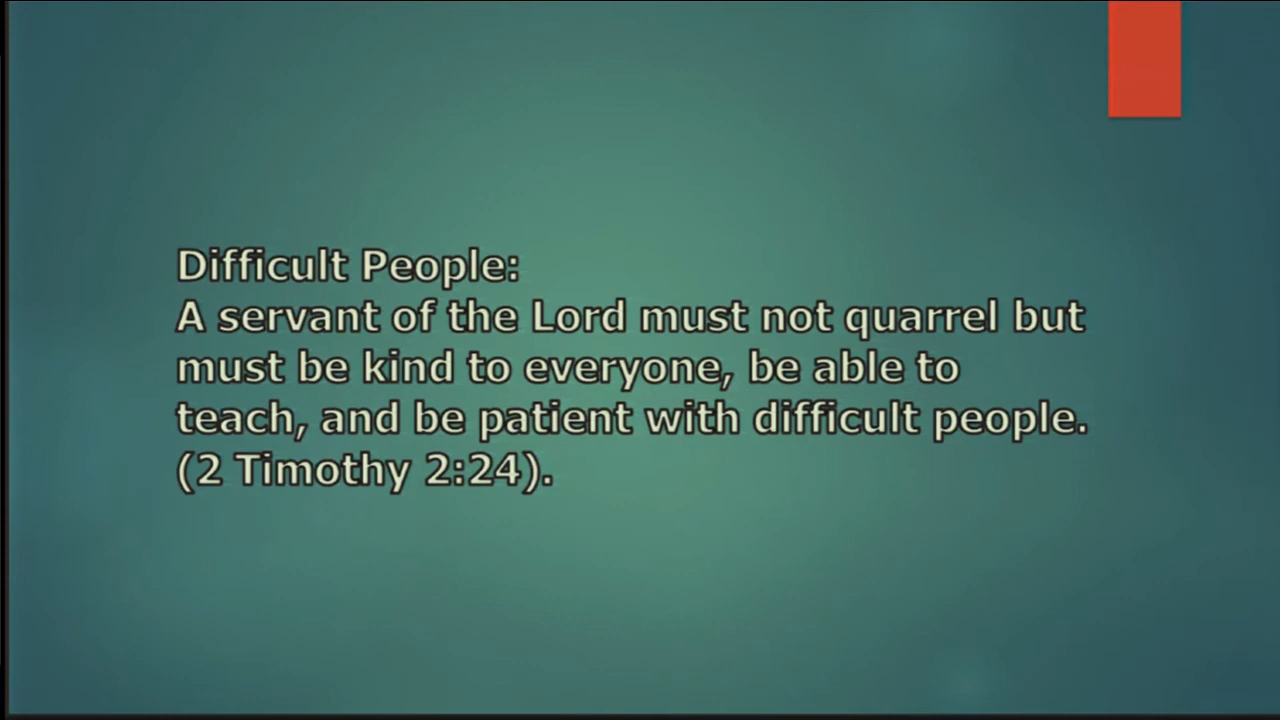 Difficult People:
A servant of the Lord must not quarrel but
must be kind to everyone, be able to
teach, and be patient with difficult people.
(2 Timothy 2:24).